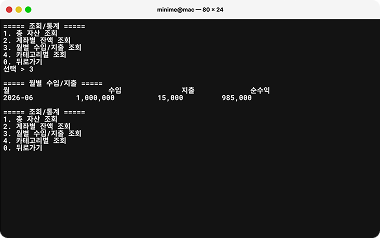 minime@mac — 80 × 24
===== 조회/통계 =====
1. 총 자산 조회
2. 계좌별 잔액 조회
3. 월별 수입/지출 조회
4. 카테고리별 조회
0. 뒤로가기
선택 > 3
===== 월별 수입/지출 =====
월 수입 지출 순수익
2026-06 1,000,000 15,000 985,000
===== 조회/통계 =====
1. 총 자산 조회
2. 계좌별 잔액 조회
3. 월별 수입/지출 조회
4. 카테고리별 조회
0. 뒤로가기